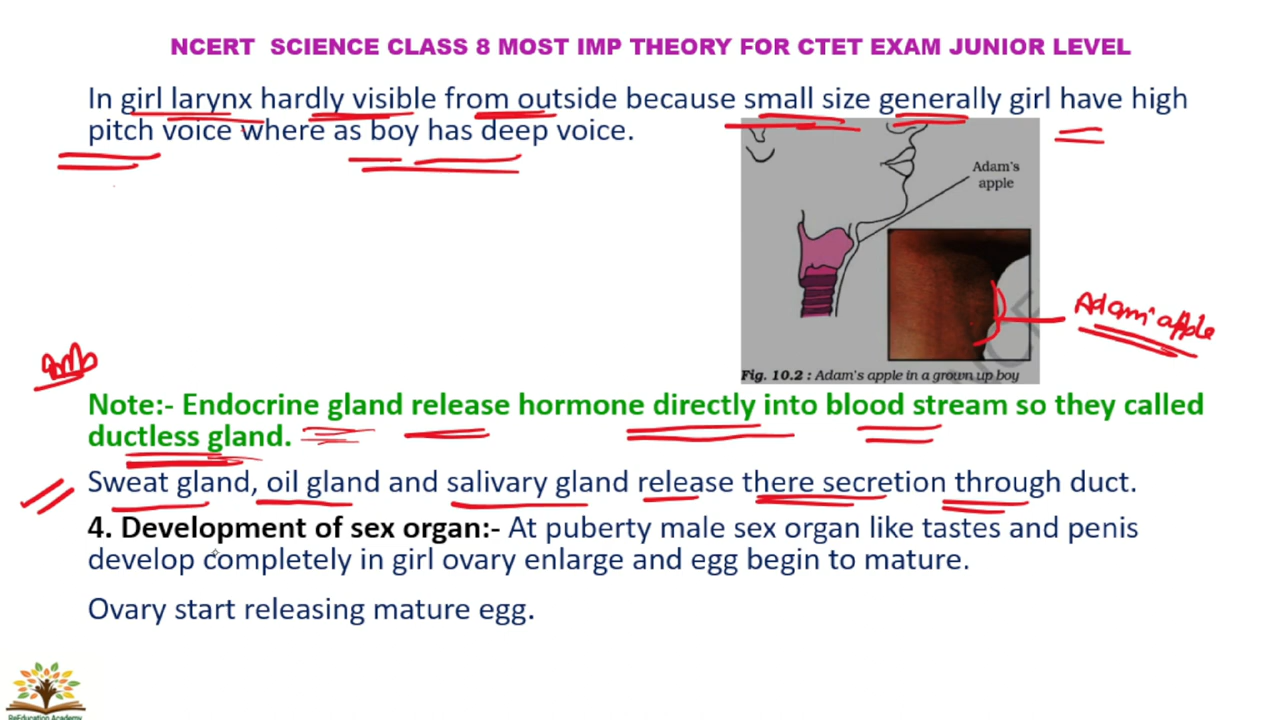 NCERT SCIENCE CLASS 8 MOST IMP THEORY FOR CTET EXAM JUNIOR LEVEL
In girl larynx hardly visible from outside because small size generally girl have high
pitch voice where as boy has deep voice.
Adam's
apple
Adam' apple
Fig. 10.2 : Adam's apple in a grown up boy
Imp
Note:- Endocrine gland release hormone directly into blood stream so they called
ductless gland.
Sweat gland, oil gland and salivary gland release there secretion through duct.
4. Development of sex organ:- At puberty male sex organ like tastes and penis
develop completely in girl ovary enlarge and egg begin to mature.
Ovary start releasing mature egg.
ReEducation Academy